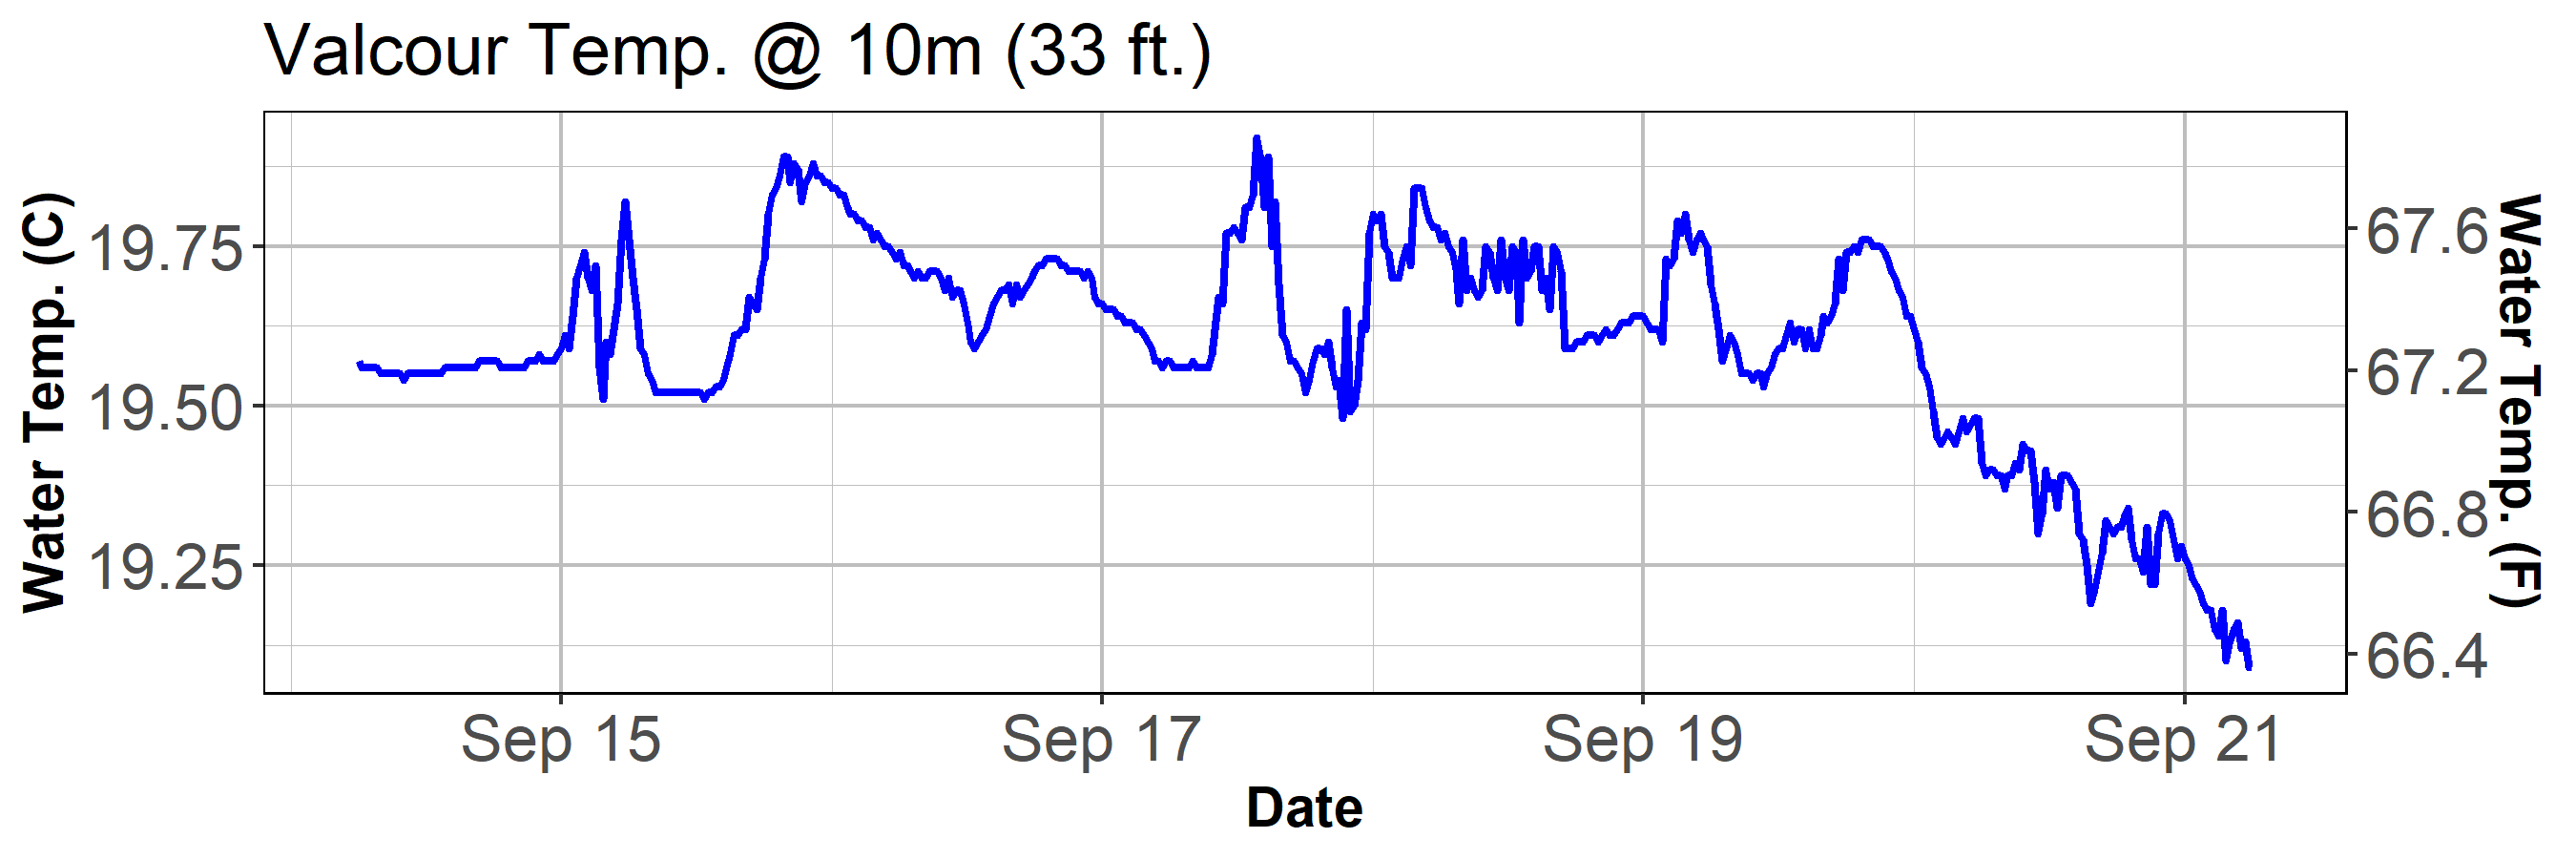 Valcour Temp. @ 10m (33 ft.)
Water Temp. (C)
19.75
19.50
19.25
67.6
67.2
66.8
66.4
Water Temp. (F)
Sep 15 Sep 17 Sep 19 Sep 21
Date